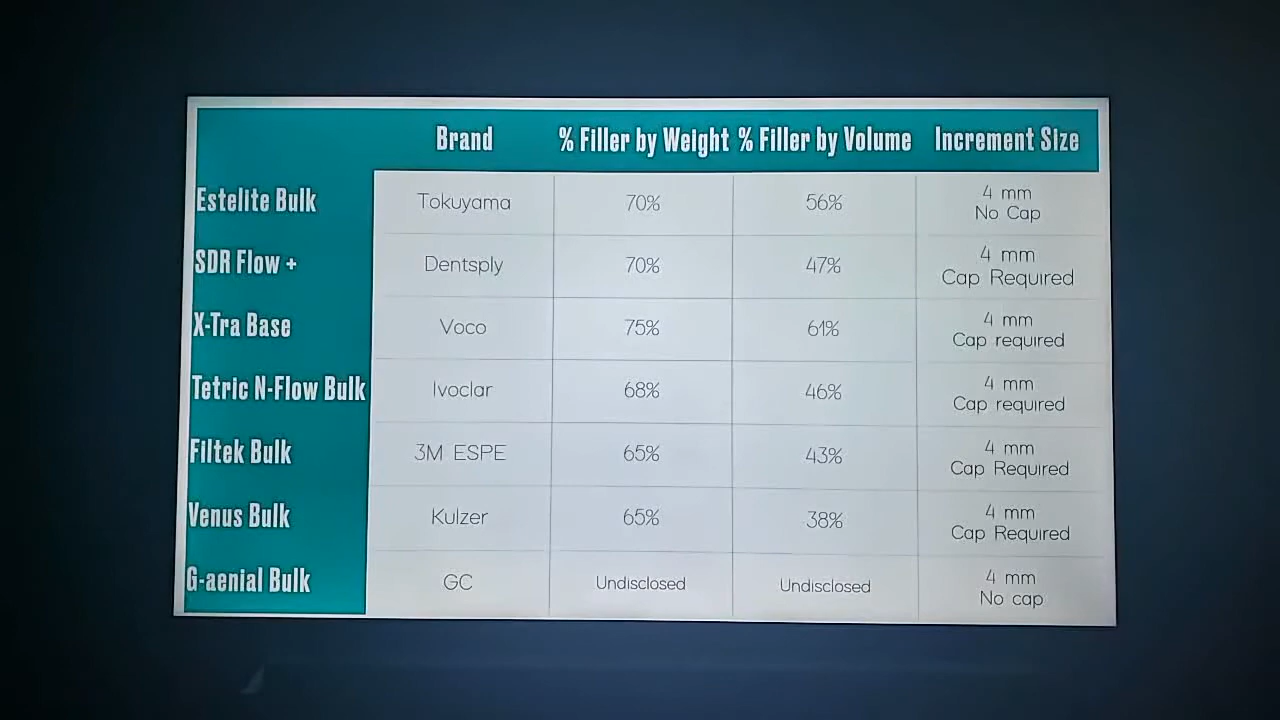 Brand % Filler by Weight % Filler by Volume Increment Size
Estelite Bulk Tokuyama 70% 56% 4 mm No Cap
SDR Flow + Dentsply 70% 47% 4 mm Cap Required
X-Tra Base Voco 75% 61% 4 mm Cap required
Tetric N-Flow Bulk Ivoclar 68% 46% 4 mm Cap required
Filtek Bulk 3M ESPE 65% 43% 4 mm Cap Required
Venus Bulk Kulzer 65% 38% 4 mm Cap Required
G-aenial Bulk GC Undisclosed Undisclosed 4 mm No cap